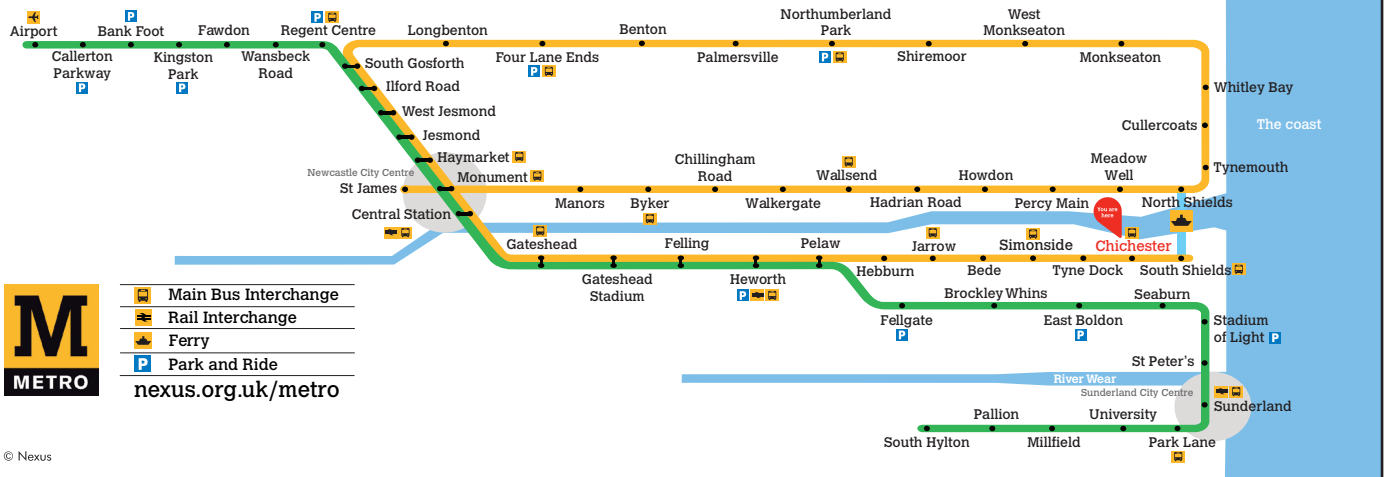 Airport
Callerton
Parkway
P
Bank Foot
P
Kingston
Park
P
Fawdon
Wansbeck
Road
Regent Centre
P
South Gosforth
Ilford Road
West Jesmond
Jesmond
Haymarket
Newcastle City Centre
Monument
St James
Central Station
Longbenton
Four Lane Ends
P
Benton
Palmersville
Northumberland
Park
P
Shiremoor
West
Monkseaton
Monkseaton
Whitley Bay
Cullercoats
The coast
Tynemouth
North Shields
Meadow
Well
Percy Main
Howdon
Hadrian Road
Wallsend
Walkergate
Chillingham
Road
Byker
Manors
Gateshead
Gateshead
Stadium
Felling
Heworth
P
Pelaw
Hebburn
Jarrow
Bede
Simonside
Tyne Dock
You are
here
Chichester
South Shields
Fellgate
P
Brockley Whins
East Boldon
P
Seaburn
Stadium
of Light P
St Peter's
River Wear
Sunderland City Centre
Sunderland
Park Lane
University
Millfield
Pallion
South Hylton
M
METRO
Main Bus Interchange
Rail Interchange
Ferry
P Park and Ride
nexus.org.uk/metro
© Nexus